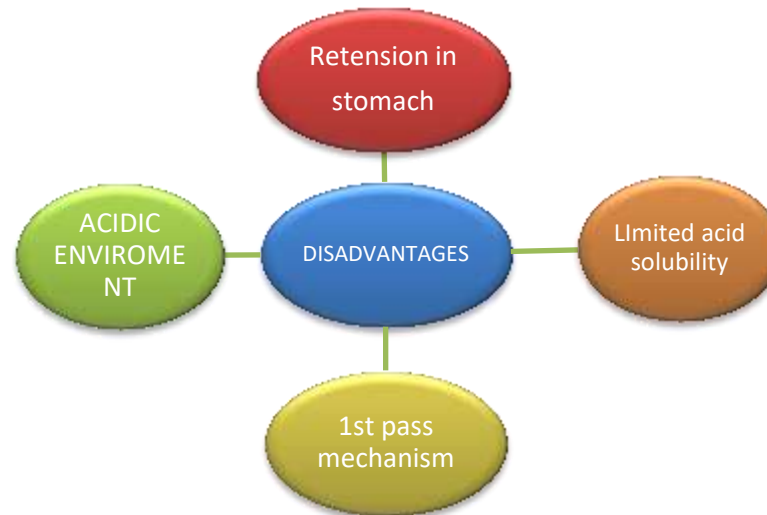 Retension in
stomach
ACIDIC
ENVIROME
NT
DISADVANTAGES
LImited acid
solubility
1st pass
mechanism